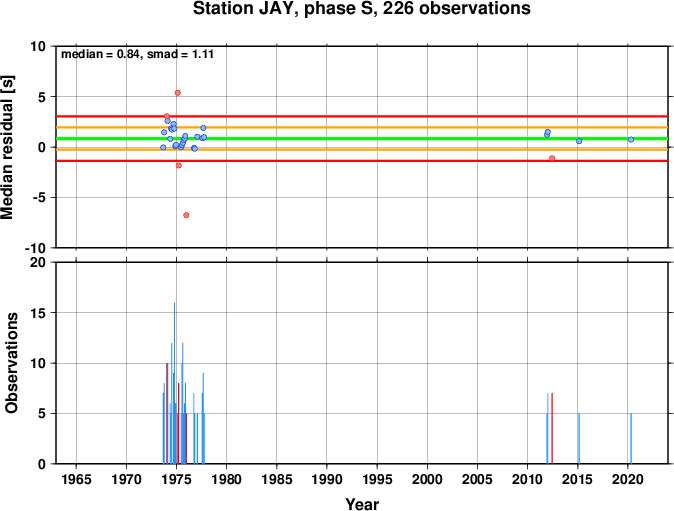 Station JAY, phase S, 226 observations
median = 0.84, smad = 1.11
Median residual [s]
10
5
0
-5
-10
Observations
20
15
10
5
0
1965 1970 1975 1980 1985 1990 1995 2000 2005 2010 2015 2020
Year